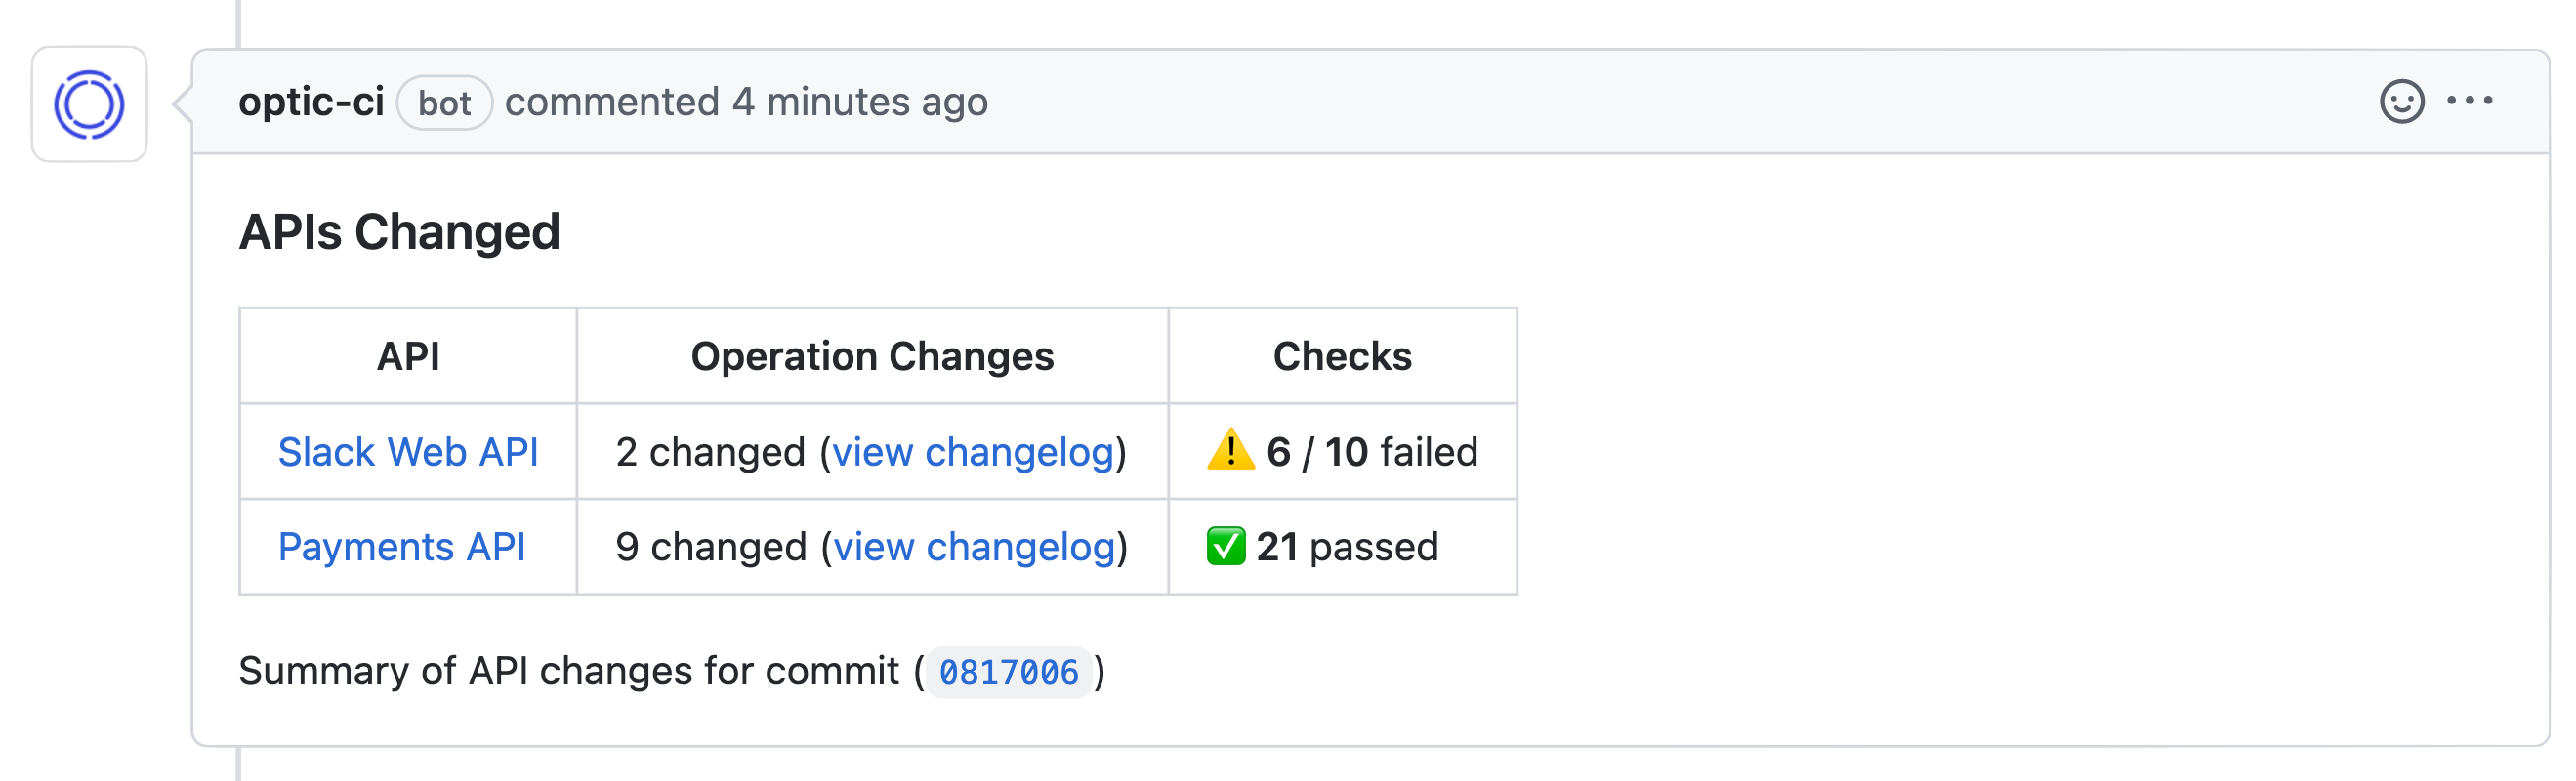 optic-ci bot commented 4 minutes ago
APIs Changed
API Operation Changes Checks
Slack Web API 2 changed (view changelog) ⚠️ 6 / 10 failed
Payments API 9 changed (view changelog) ✅ 21 passed
Summary of API changes for commit (0817006)